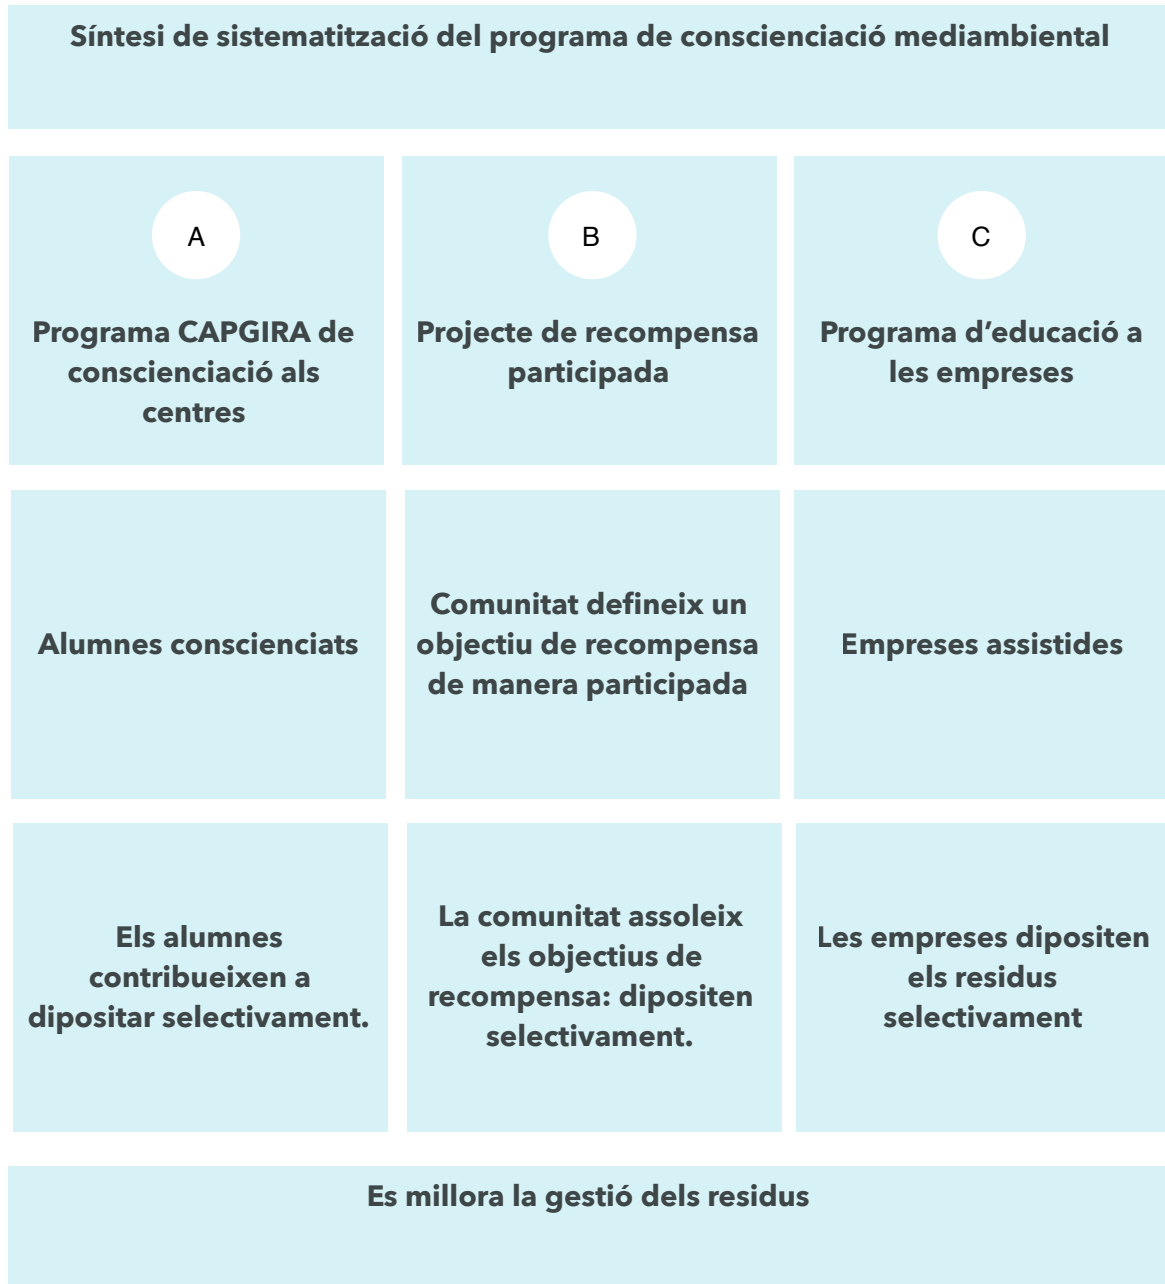 Síntesi de sistematització del programa de conscienciació mediambiental
A
Programa CAPGIRA de
conscienciació als
centres
B
Projecte de recompensa
participada
C
Programa d’educació a
les empreses
Alumnes conscienciats
Comunitat defineix un
objectiu de recompensa
de manera participada
Empreses assistides
Els alumnes
contribueixen a
dipositar selectivament.
La comunitat assoleix
els objectius de
recompensa: dipositen
selectivament.
Les empreses dipositen
els residus
selectivament
Es millora la gestió dels residus